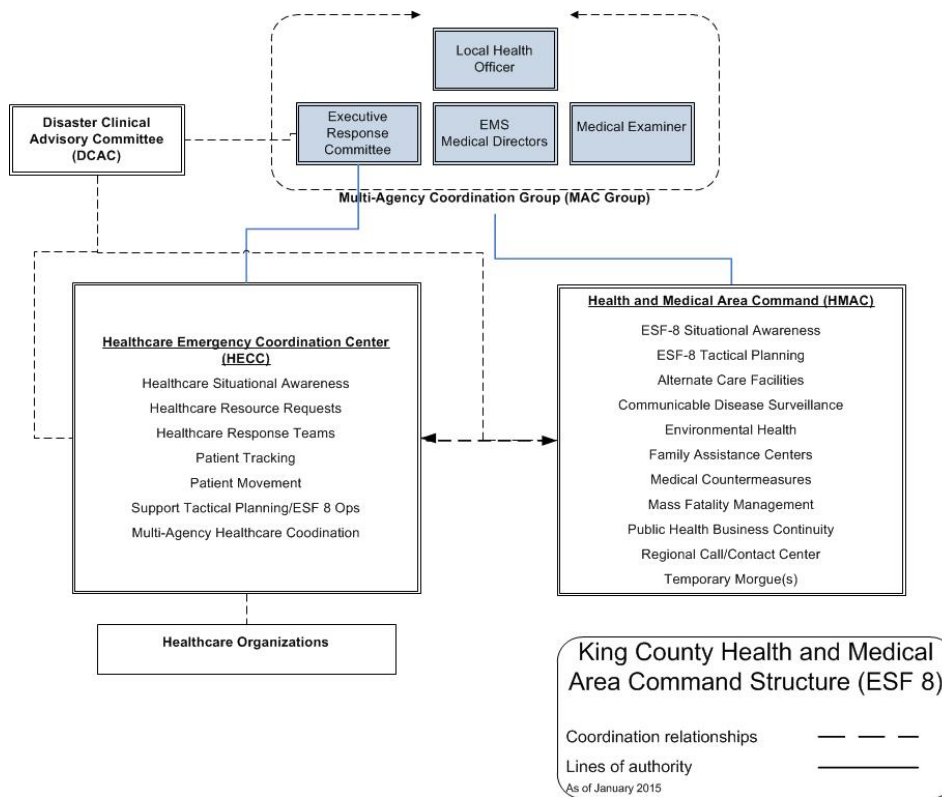 Local Health
Officer
Disaster Clinical
Advisory Committee
(DCAC)
Executive
Response
Committee
EMS
Medical Directors
Medical Examiner
Multi-Agency Coordination Group (MAC Group)
Healthcare Emergency Coordination Center
(HECC)
Healthcare Situational Awareness
Healthcare Resource Requests
Healthcare Response Teams
Patient Tracking
Patient Movement
Support Tactical Planning/ESF 8 Ops
Multi-Agency Healthcare Coodination
Health and Medical Area Command (HMAC)
ESF-8 Situational Awareness
ESF-8 Tactical Planning
Alternate Care Facilities
Communicable Disease Surveillance
Environmental Health
Family Assistance Centers
Medical Countermeasures
Mass Fatality Management
Public Health Business Continuity
Regional Call/Contact Center
Temporary Morgue(s)
Healthcare Organizations
King County Health and Medical
Area Command Structure (ESF 8)
Coordination relationships
Lines of authority
As of January 2015